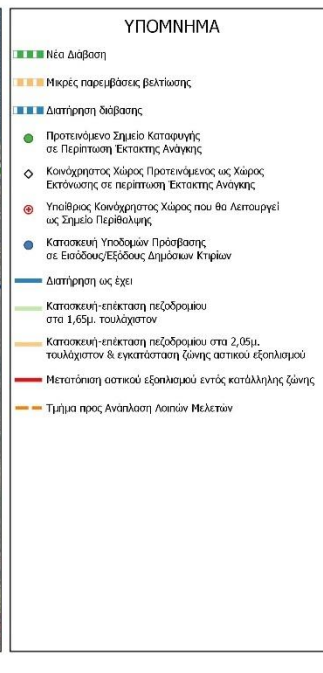 ΥΠΟΜΝΗΜΑ
Νέα Διάβαση
Μικρές παρεμβάσεις βελτίωσης
Διατήρηση διάβασης
Προτεινόμενο Σημείο Καταφυγής
σε Περίπτωση Έκτακτης Ανάγκης
Κοινόχρηστος Χώρος Προτεινόμενος ως Χώρος
Εκτόνωσης σε περίπτωση Έκτακτης Ανάγκης
Υπαίθριος Κοινόχρηστος Χώρος που θα Λειτουργεί
ως Σημείο Περίθαλψης
Κατασκευή Υποδομών Πρόσβασης
σε Εισόδους/Εξόδους Δημόσιων Κτιρίων
Διατήρηση ως έχει
Κατασκευή-επέκταση πεζοδρομίου
στα 1,65μ. τουλάχιστον
Κατασκευή-επέκταση πεζοδρομίου στα 2,05μ.
τουλάχιστον & εγκατάσταση ζώνης αστικού εξοπλισμού
Μετατόπιση αστικού εξοπλισμού εντός κατάλληλης ζώνης
Τμήμα προς Ανάπλαση Λοιπών Μελετών